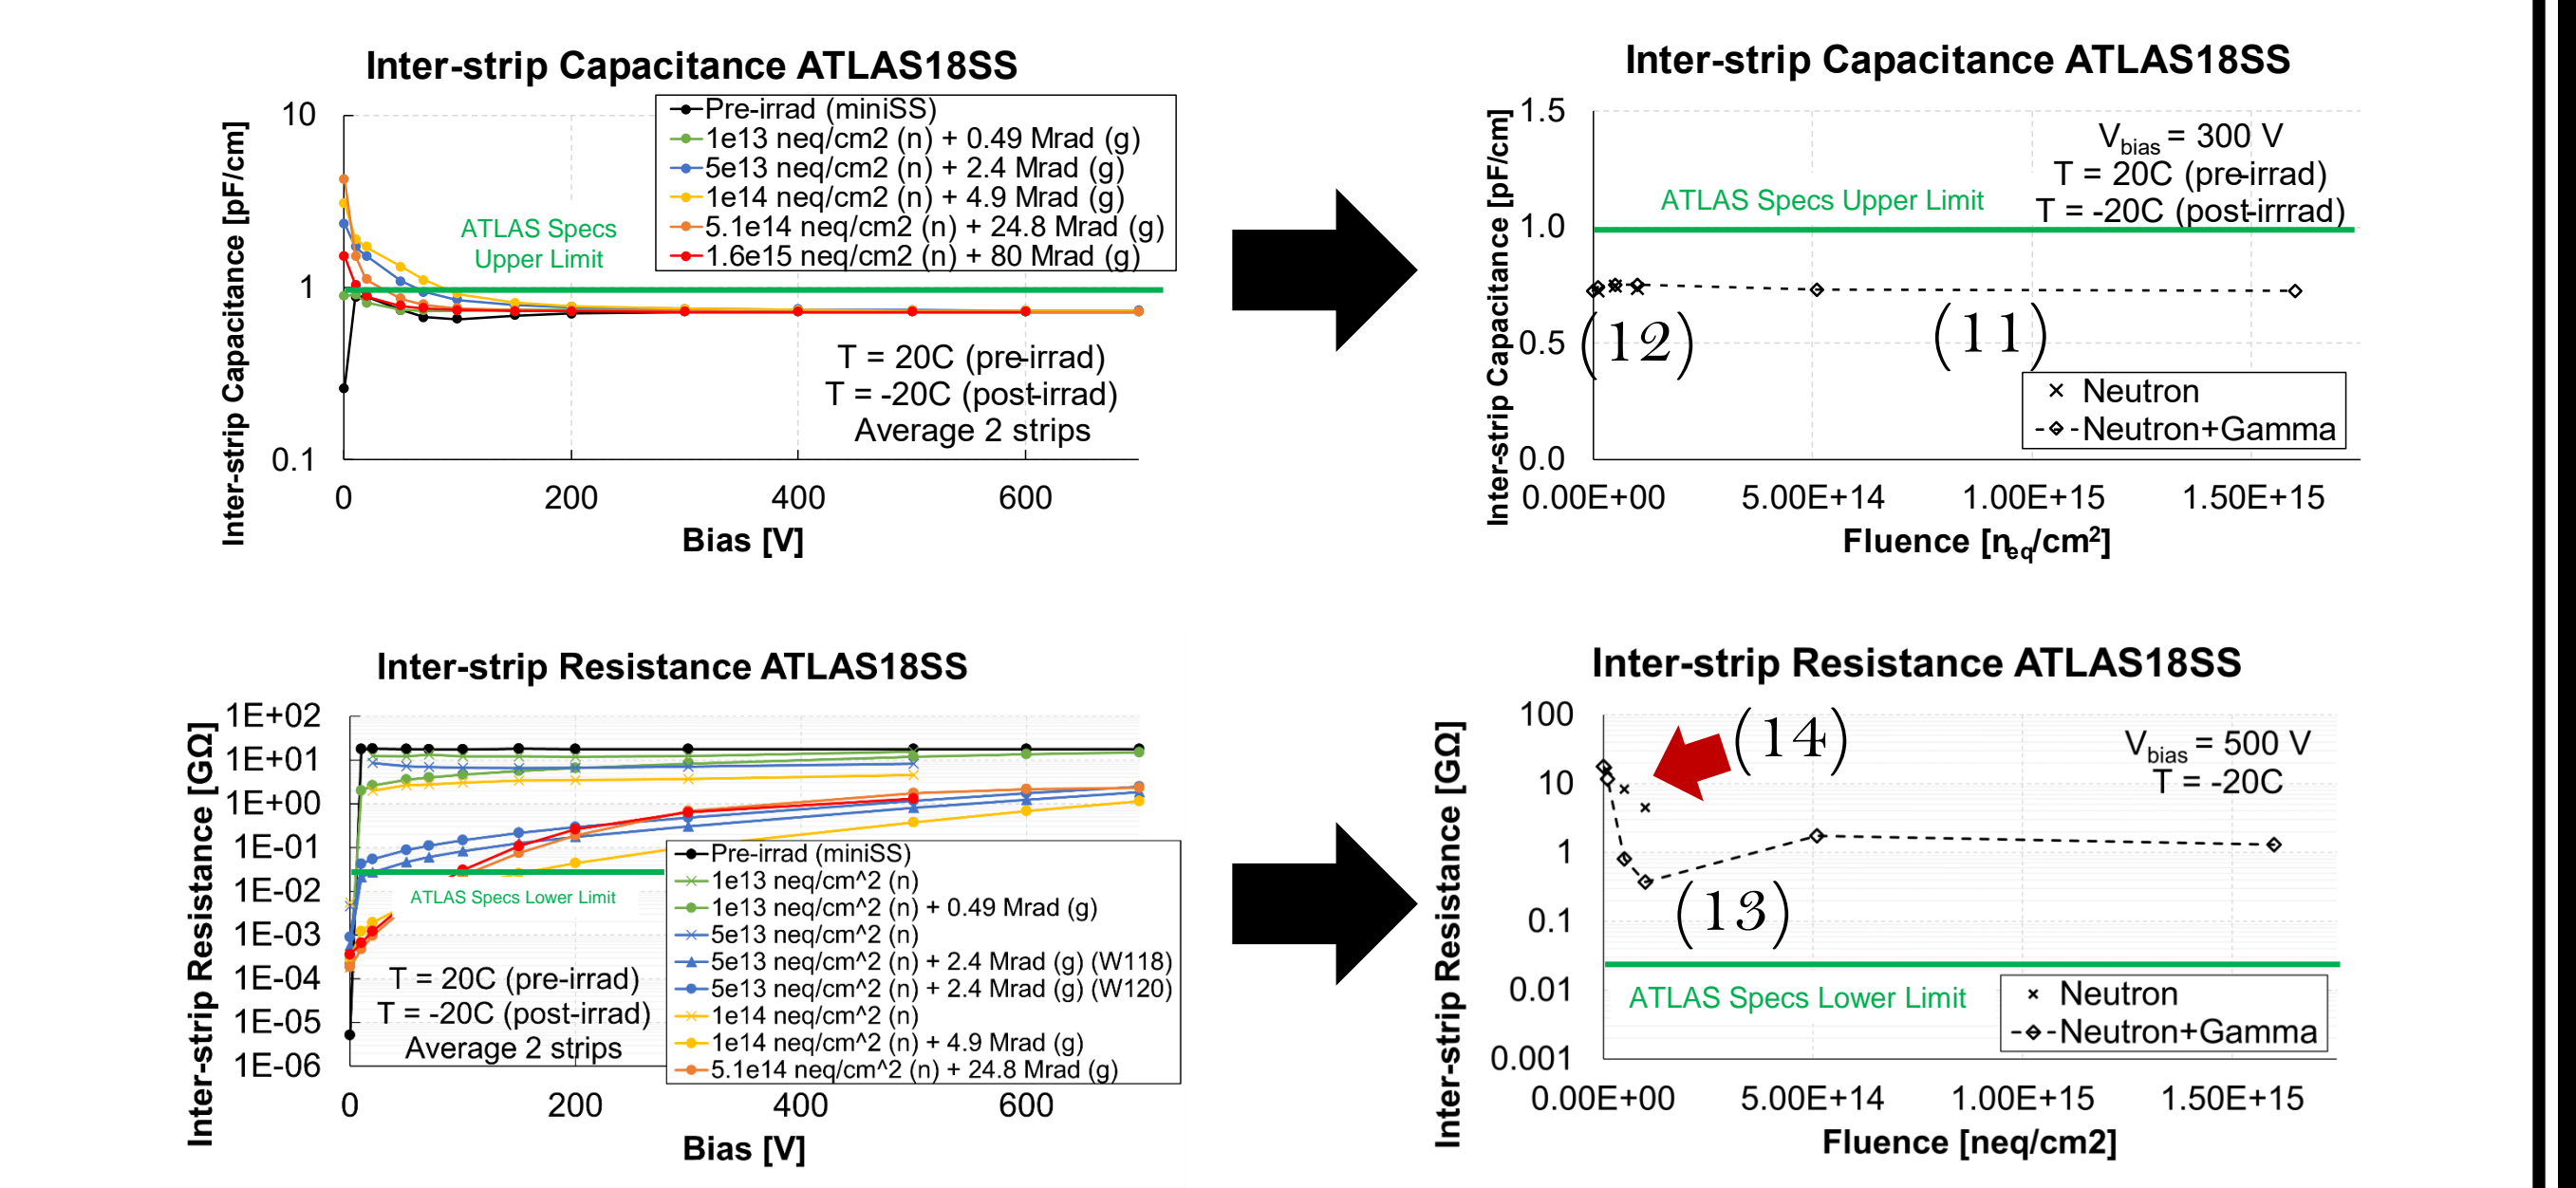 Inter-strip Capacitance ATLAS18SS
Inter-strip Capacitance [pF/cm]
10
1
0.1
Pre-irrad (miniSS)
1e13 neq/cm2 (n) + 0.49 Mrad (g)
5e13 neq/cm2 (n) + 2.4 Mrad (g)
1e14 neq/cm2 (n) + 4.9 Mrad (g)
5.1e14 neq/cm2 (n) + 24.8 Mrad (g)
1.6e15 neq/cm2 (n) + 80 Mrad (g)
ATLAS Specs
Upper Limit
T = 20C (pre-irrad)
T = -20C (post-irrad)
Average 2 strips
0 200 400 600
Bias [V]
Inter-strip Capacitance ATLAS18SS
Inter-strip Capacitance [pF/cm]
1.5
1.0
0.5
0.0
Vbias = 300 V
T = 20C (pre-irrad)
T = -20C (post-irrrad)
ATLAS Specs Upper Limit
(12)
(11)
Neutron
Neutron+Gamma
0.00E+00 5.00E+14 1.00E+15 1.50E+15
Fluence [neq/cm2]
Inter-strip Resistance ATLAS18SS
Inter-strip Resistance [GΩ]
1E+02
1E+01
1E+00
1E-01
1E-02
1E-03
1E-04
1E-05
1E-06
ATLAS Specs Lower Limit
T = 20C (pre-irrad)
T = -20C (post-irrad)
Average 2 strips
Pre-irrad (miniSS)
1e13 neq/cm^2 (n)
1e13 neq/cm^2 (n) + 0.49 Mrad (g)
5e13 neq/cm^2 (n)
5e13 neq/cm^2 (n) + 2.4 Mrad (g) (W118)
5e13 neq/cm^2 (n) + 2.4 Mrad (g) (W120)
1e14 neq/cm^2 (n)
1e14 neq/cm^2 (n) + 4.9 Mrad (g)
5.1e14 neq/cm^2 (n) + 24.8 Mrad (g)
0 200 400 600
Bias [V]
Inter-strip Resistance ATLAS18SS
Inter-strip Resistance [GΩ]
100
10
1
0.1
0.01
0.001
(14)
Vbias = 500 V
T = -20C
(13)
ATLAS Specs Lower Limit
Neutron
Neutron+Gamma
0.00E+00 5.00E+14 1.00E+15 1.50E+15
Fluence [neq/cm2]